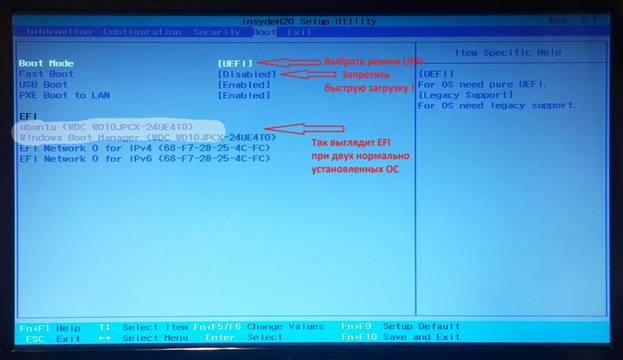 InsydeH20 Setup Utility Rev. 3.7
Information Configuration Security Boot Exit
Item Specific Help
Boot Mode [UEFI] Выбрать режим UEFI
Fast Boot [Disabled] Запретить
USB Boot [Enabled] быструю загрузку !
PXE Boot to LAN [Enabled]
[UEFI]
For OS need pure UEFI.
[Legacy Support]
For OS need legacy support.
EFI
ubuntu (WDC WD10JPCX-24UE4T0)
Windows Boot Manager (WDC WD10JPCX-24UE4T0)
EFI Network 0 for IPv4 (68-F7-28-25-4C-FC)
EFI Network 0 for IPv6 (68-F7-28-25-4C-FC)
Так выглядит EFI
при двух нормально
установленных ОС
Fn+F1 Help ↑↓ Select Item Fn+F5/F6 Change Values Fn+F9 Setup Default
ESC Exit ↔ Select Menu Enter Select Fn+F10 Save and Exit